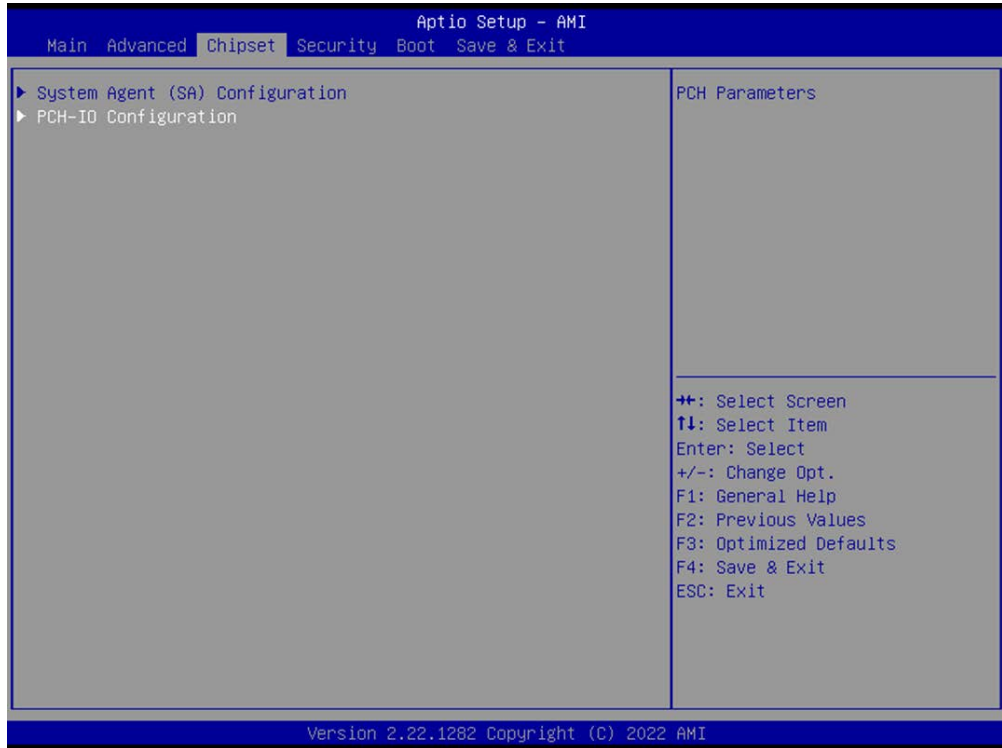 Aptio Setup – AMI
Main Advanced Chipset Security Boot Save & Exit
▶ System Agent (SA) Configuration
▶ PCH-IO Configuration
PCH Parameters
→←: Select Screen
↑↓: Select Item
Enter: Select
+/-: Change Opt.
F1: General Help
F2: Previous Values
F3: Optimized Defaults
F4: Save & Exit
ESC: Exit
Version 2.22.1282 Copyright (C) 2022 AMI